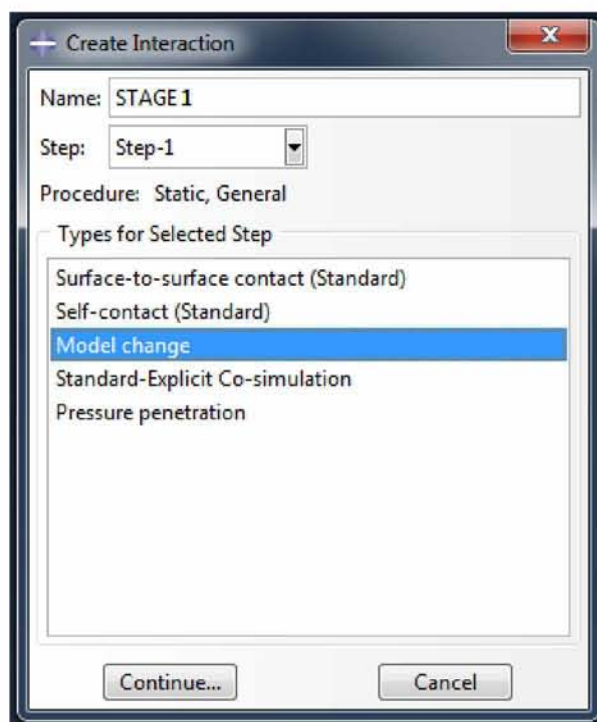 Create Interaction
Name: STAGE 1
Step: Step-1
Procedure: Static, General
Types for Selected Step
Surface-to-surface contact (Standard)
Self-contact (Standard)
Model change
Standard-Explicit Co-simulation
Pressure penetration
Continue... Cancel